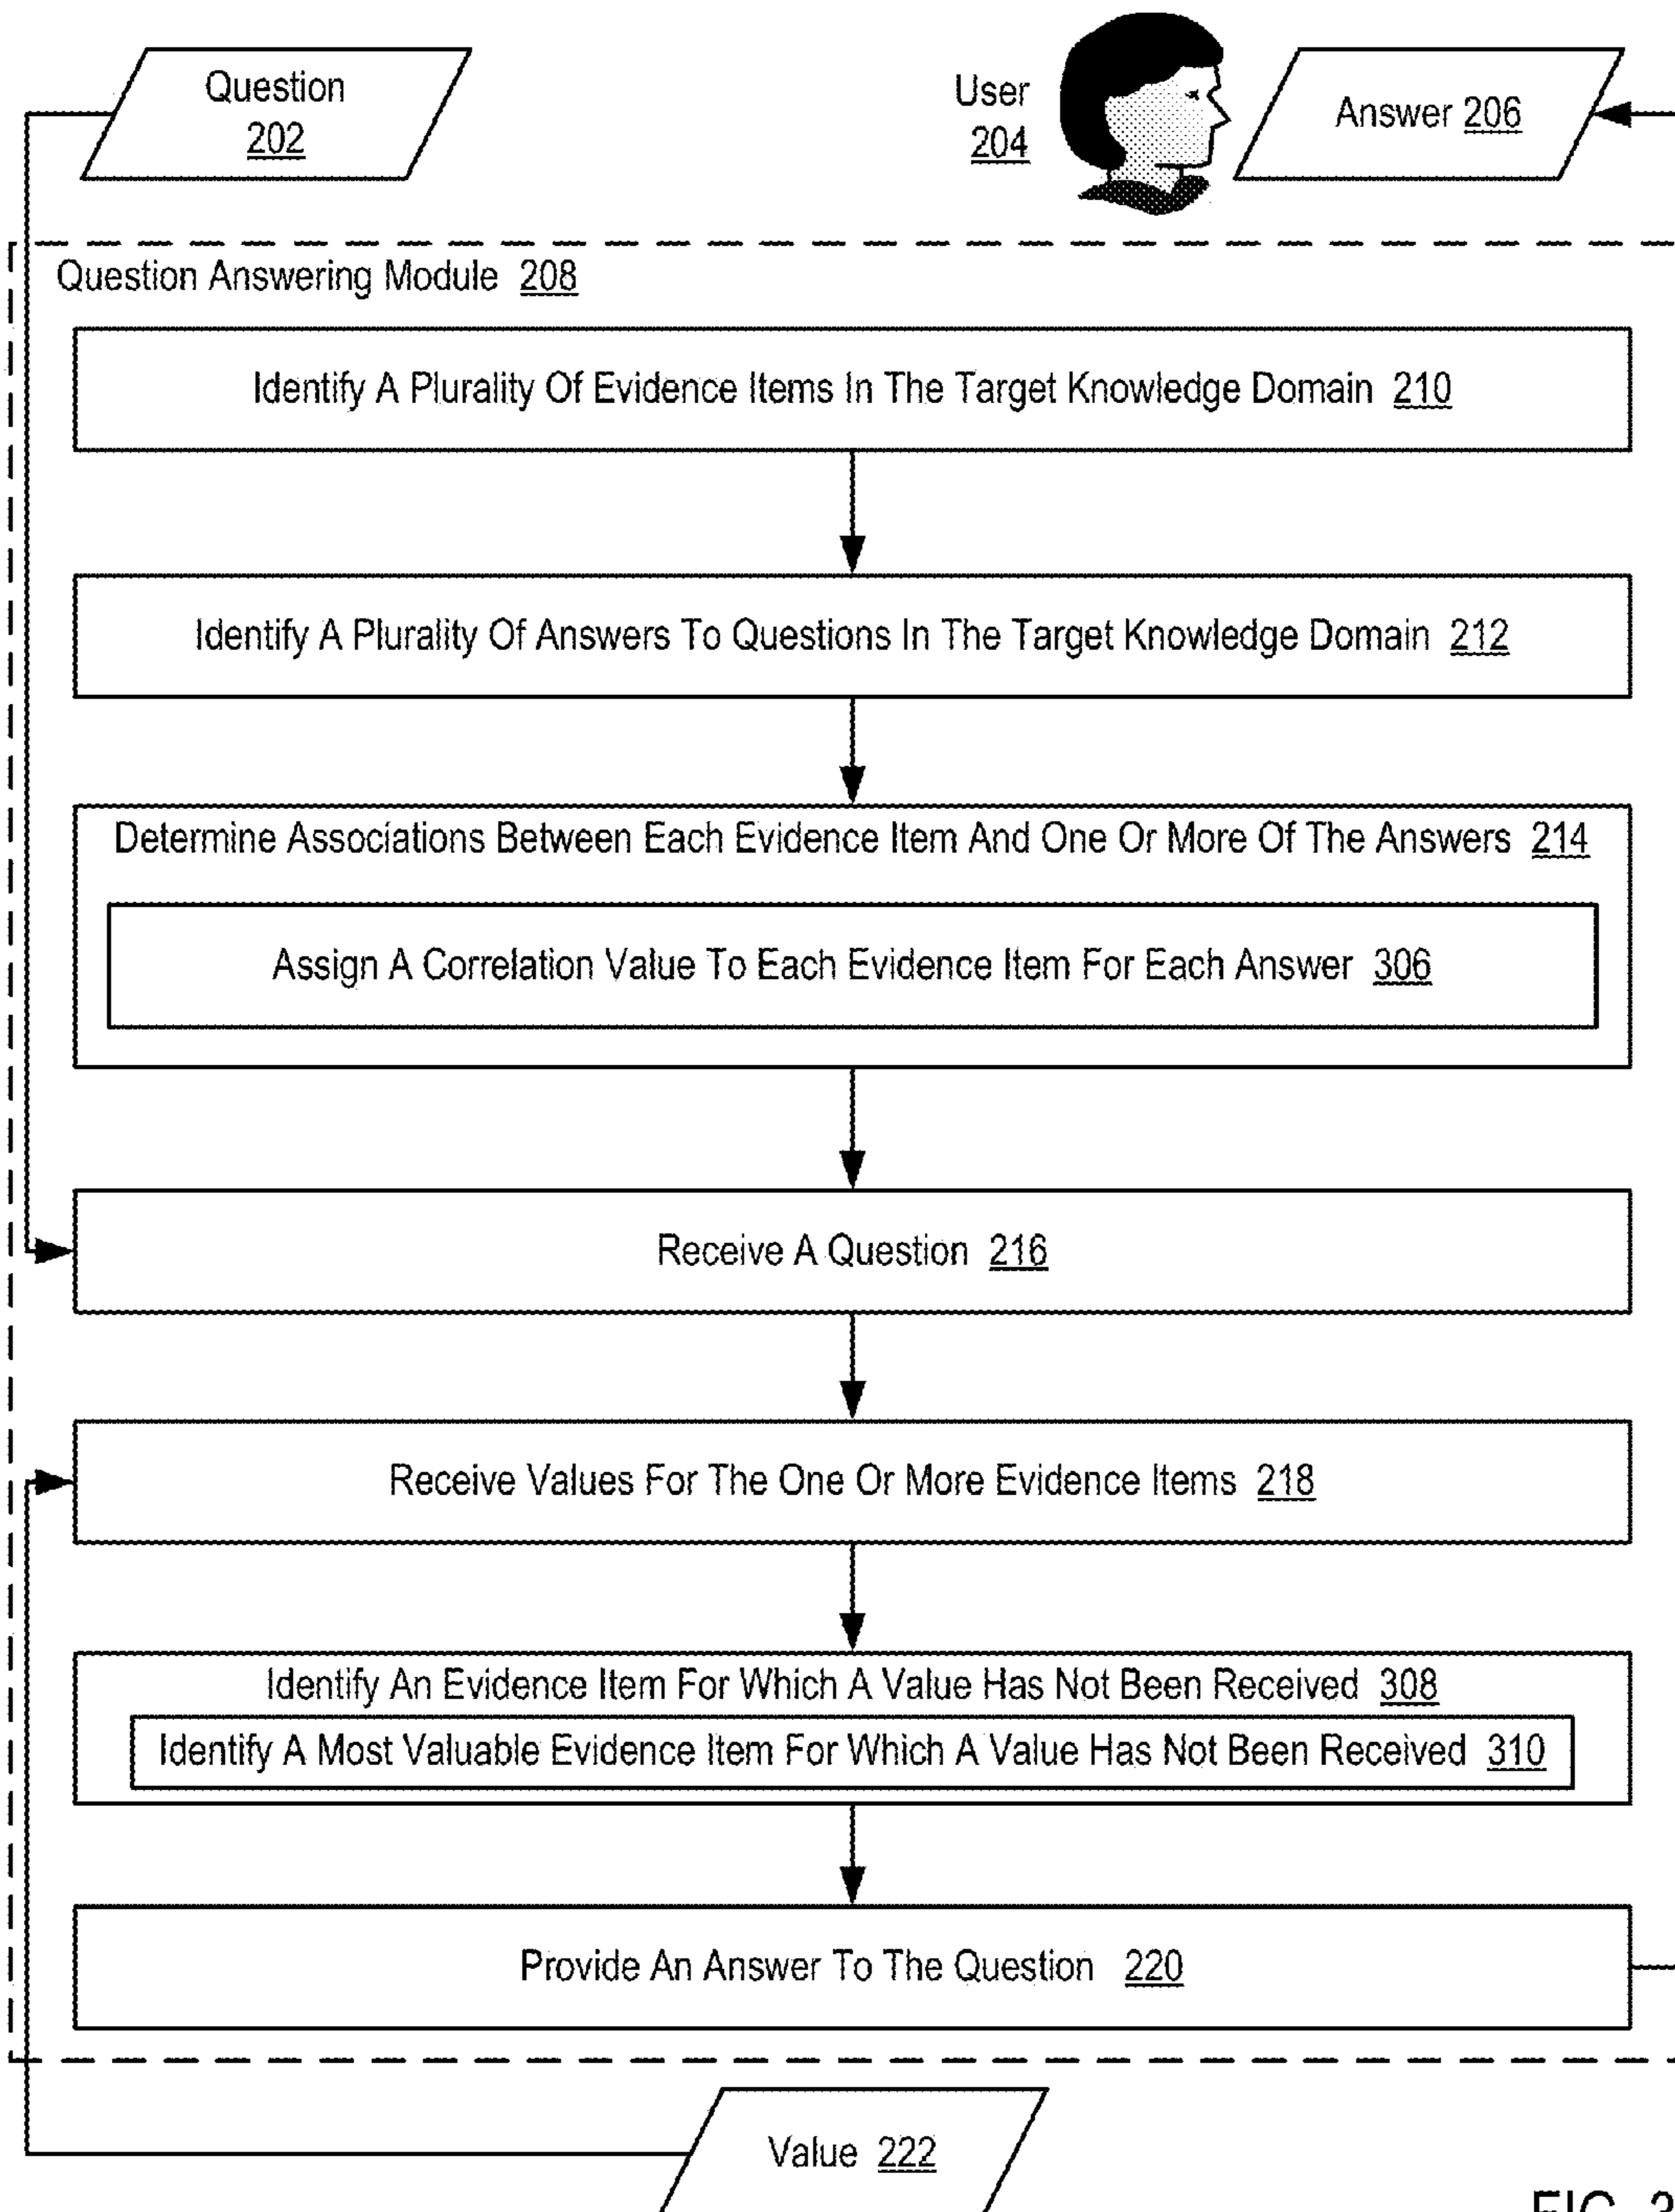 Question
202
User
204
Answer 206
Question Answering Module 208
Identify A Plurality Of Evidence Items In The Target Knowledge Domain 210
Identify A Plurality Of Answers To Questions In The Target Knowledge Domain 212
Determine Associations Between Each Evidence Item And One Or More Of The Answers 214
Assign A Correlation Value To Each Evidence Item For Each Answer 306
Receive A Question 216
Receive Values For The One Or More Evidence Items 218
Identify An Evidence Item For Which A Value Has Not Been Received 308
Identify A Most Valuable Evidence Item For Which A Value Has Not Been Received 310
Provide An Answer To The Question 220
Value 222
FIG. 3